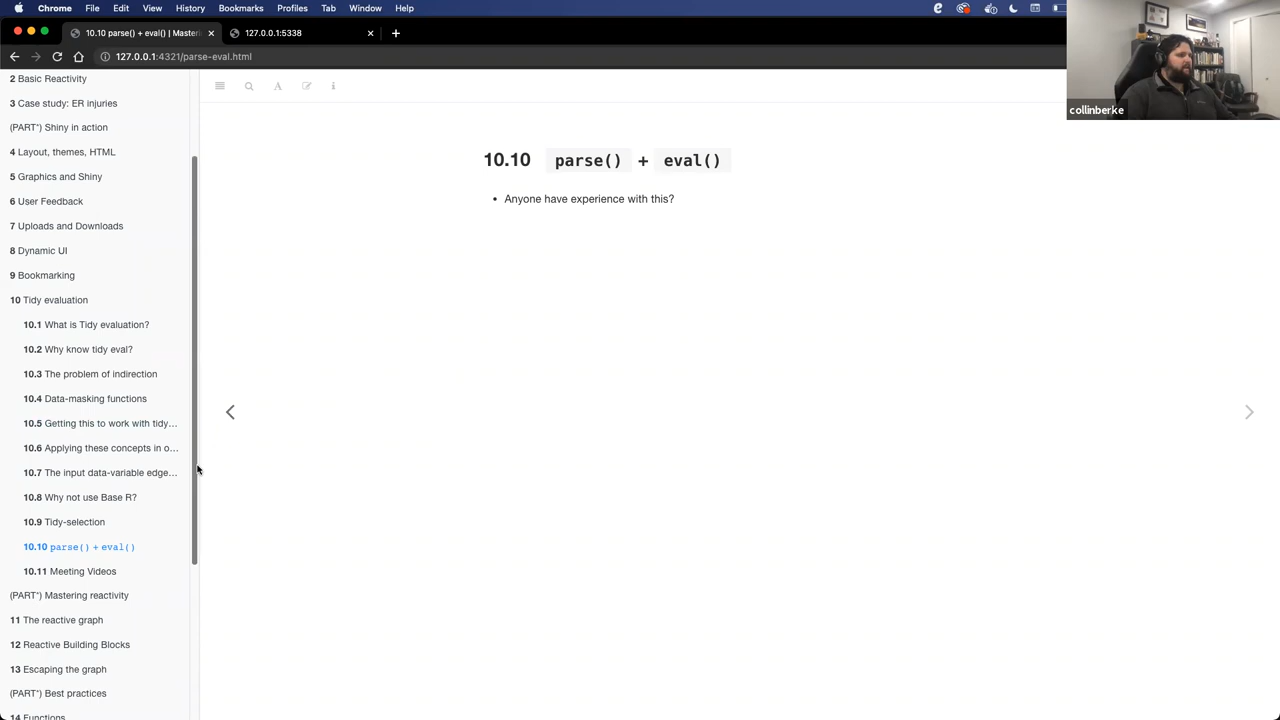 Chrome File Edit View History Bookmarks Profiles Tab Window Help
10.10 parse() + eval() | Master
127.0.0.1:5338
127.0.0.1:4321/parse-eval.html
collinberke
2 Basic Reactivity
3 Case study: ER injuries
(PART*) Shiny in action
4 Layout, themes, HTML
5 Graphics and Shiny
6 User Feedback
7 Uploads and Downloads
8 Dynamic UI
9 Bookmarking
10 Tidy evaluation
10.1 What is Tidy evaluation?
10.2 Why know tidy eval?
10.3 The problem of indirection
10.4 Data-masking functions
10.5 Getting this to work with tidy…
10.6 Applying these concepts in o…
10.7 The input data-variable edge…
10.8 Why not use Base R?
10.9 Tidy-selection
10.10 parse() + eval()
10.11 Meeting Videos
(PART*) Mastering reactivity
11 The reactive graph
12 Reactive Building Blocks
13 Escaping the graph
(PART*) Best practices
14 Functions
10.10 parse() + eval()
• Anyone have experience with this?